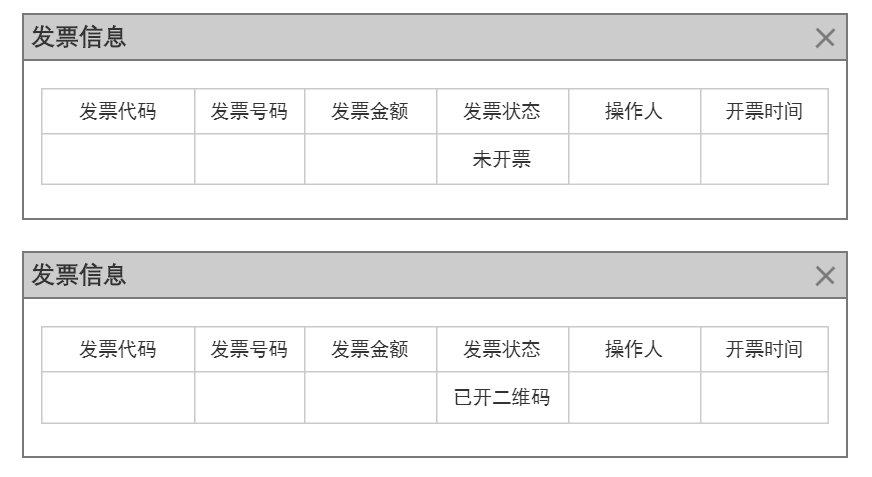 发票信息
发票代码 发票号码 发票金额 发票状态 操作人 开票时间
未开票
发票信息
发票代码 发票号码 发票金额 发票状态 操作人 开票时间
已开二维码